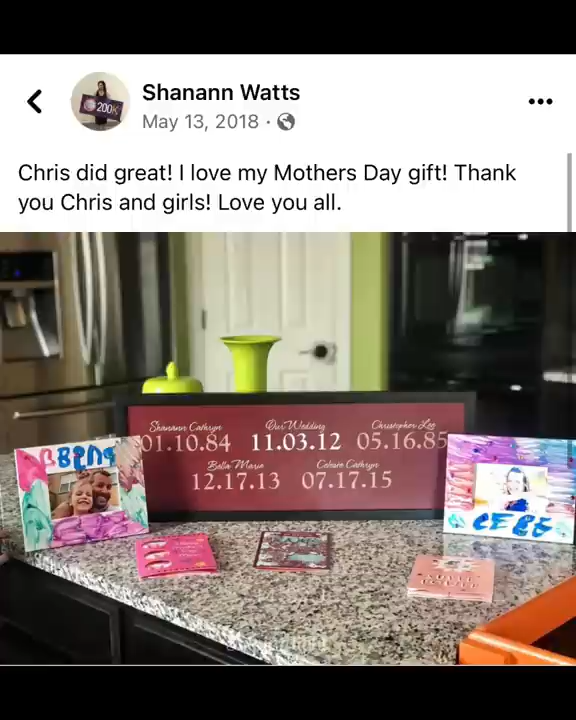 Shanann Watts
May 13, 2018
Chris did great! I love my Mothers Day gift! Thank
you Chris and girls! Love you all.
200K
Shanann Cathryn
01.10.84
Our Wedding
11.03.12
Christopher Lee
05.16.85
Bella Marie
12.17.13
Celeste Cathryn
07.17.15
CEBE